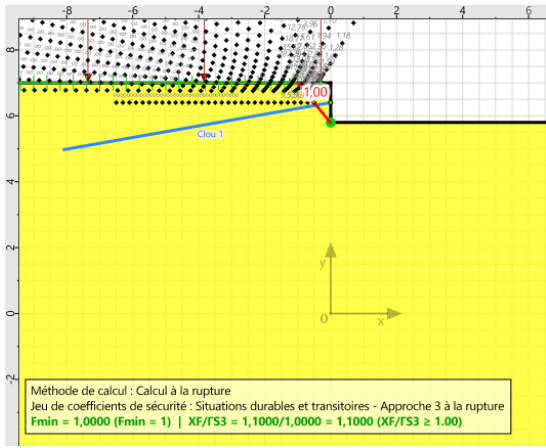 -8 -6 -4 -2 0 2 4 6
8
1,00
6
Clou 1
4
2
y
0
O
x
-2
Méthode de calcul : Calcul à la rupture
Jeu de coefficients de sécurité : Situations durables et transitoires - Approche 3 à la rupture
Fmin = 1,0000 (Fmin = 1) | XF/ΓS3 = 1,1000/1,0000 = 1,1000 (XF/ΓS3 ≥ 1.00)